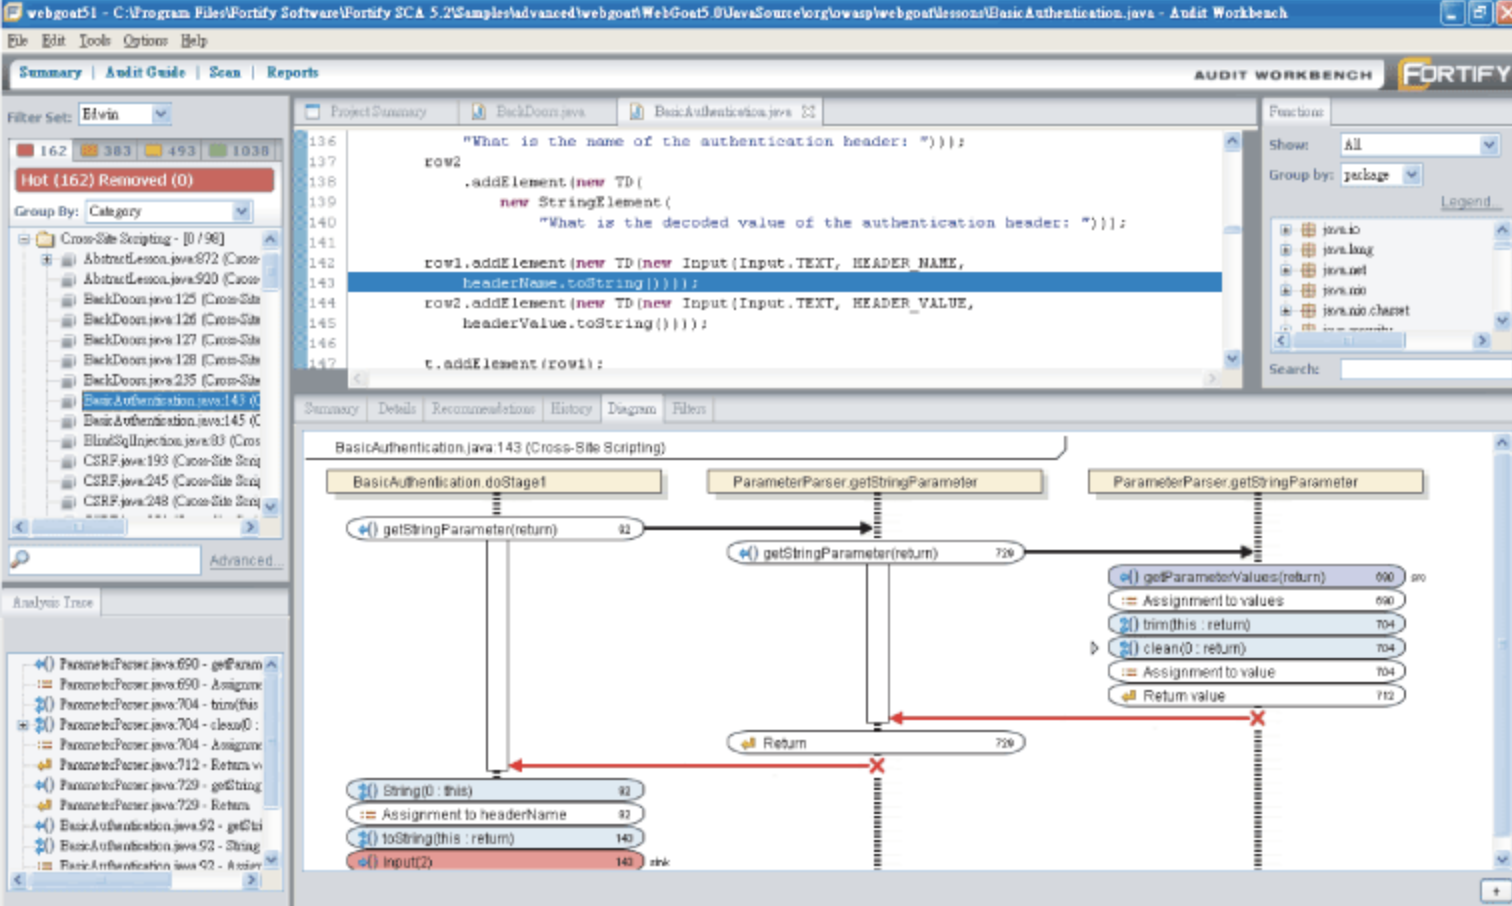 webgoat51 - C:\Program Files\Fortify Software\Fortify SCA 5.2\Samples\advanced\webgoat\WebGoat5.0\JavaSource\org\owasp\webgoat\lessons\BasicAuthentication.java - Audit Workbench
File Edit Tools Options Help
Summary | Audit Guide | Scan | Reports
AUDIT WORKBENCH FORTIFY
Filter Set: Edwin
162 383 493 1038
Hot (162) Removed (0)
Group By: Category
Cross-Site Scripting - [0 / 98]
AbstractLesson.java:872 (Cross-
AbstractLesson.java:920 (Cross-
BackDoors.java:125 (Cross-Site
BackDoors.java:126 (Cross-Site
BackDoors.java:127 (Cross-Site
BackDoors.java:128 (Cross-Site
BackDoors.java:235 (Cross-Site
BasicAuthentication.java:143 (C
BasicAuthentication.java:145 (C
BlindSqlInjection.java:83 (Cros
CSRF.java:193 (Cross-Site Scrip
CSRF.java:245 (Cross-Site Scrip
CSRF.java:248 (Cross-Site Scrip
Advanced...
Analysis Trace
ParameterParser.java:690 - getParam
ParameterParser.java:690 - Assignme
ParameterParser.java:704 - trim(this
ParameterParser.java:704 - clean(0 :
ParameterParser.java:704 - Assignme
ParameterParser.java:712 - Return v
ParameterParser.java:729 - getString
ParameterParser.java:729 - Return
BasicAuthentication.java:92 - getStri
BasicAuthentication.java:92 - String
BasicAuthentication.java:92 - Assign
Project Summary BackDoors.java BasicAuthentication.java
136 "What is the name of the authentication header: ")));
137 row2
138 .addElement(new TD(
139 new StringElement(
140 "What is the decoded value of the authentication header: ")));
141
142 row1.addElement(new TD(new Input(Input.TEXT, HEADER_NAME,
143 headerName.toString())));
144 row2.addElement(new TD(new Input(Input.TEXT, HEADER_VALUE,
145 headerValue.toString())));
146
147 t.addElement(row1);
Functions
Show: All
Group by: package
Legend...
java.io
java.lang
java.net
java.nio
java.nio.charset
java.security
Search:
Summary Details Recommendations History Diagram Filters
BasicAuthentication.java:143 (Cross-Site Scripting)
BasicAuthentication.doStage1 ParameterParser.getStringParameter ParameterParser.getStringParameter
getStringParameter(return) 92
getStringParameter(return) 729
getParameterValues(return) 690 src
Assignment to values 690
trim(this : return) 704
clean(0 : return) 704
Assignment to value 704
Return value 712
Return 729
String(0 : this) 92
Assignment to headerName 92
toString(this : return) 143
Input(2) 143 sink